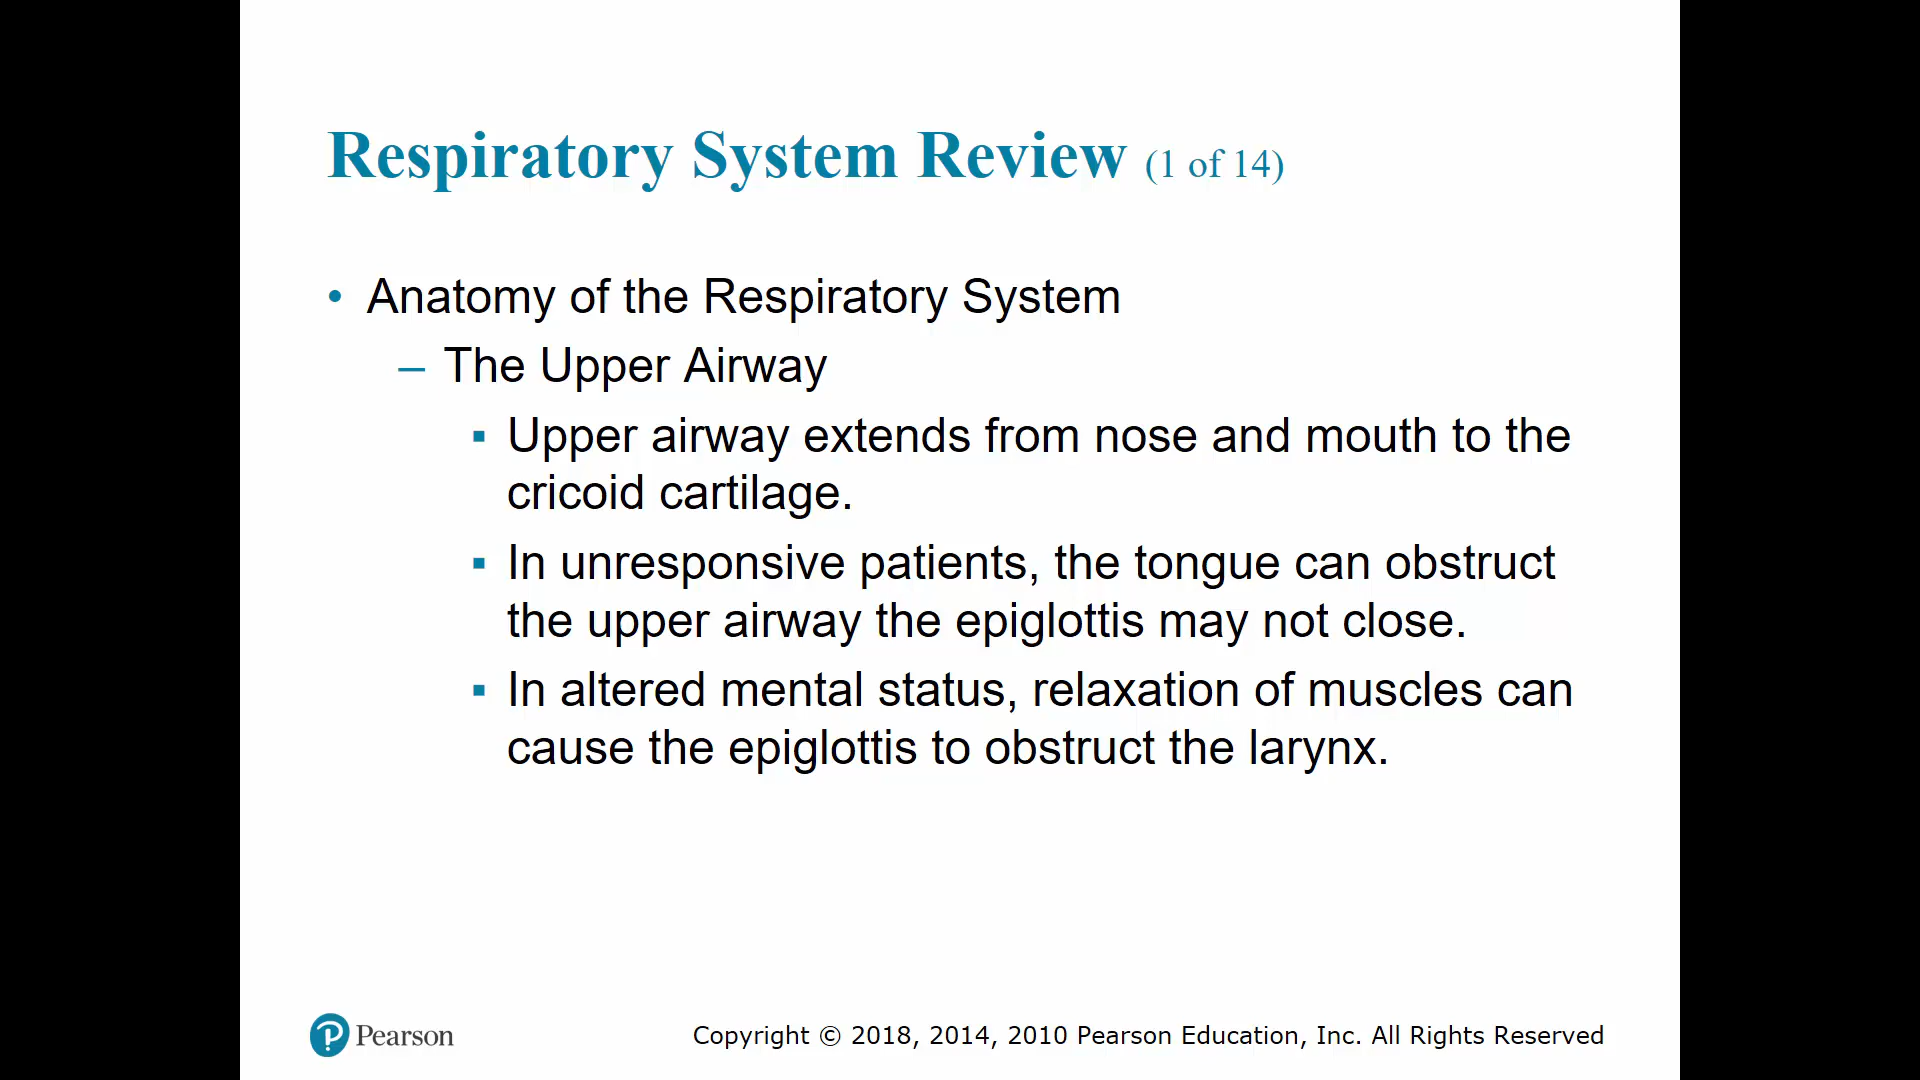 Respiratory System Review (1 of 14)
• Anatomy of the Respiratory System
– The Upper Airway
▪ Upper airway extends from nose and mouth to the
cricoid cartilage.
▪ In unresponsive patients, the tongue can obstruct
the upper airway the epiglottis may not close.
▪ In altered mental status, relaxation of muscles can
cause the epiglottis to obstruct the larynx.
P Pearson
Copyright © 2018, 2014, 2010 Pearson Education, Inc. All Rights Reserved